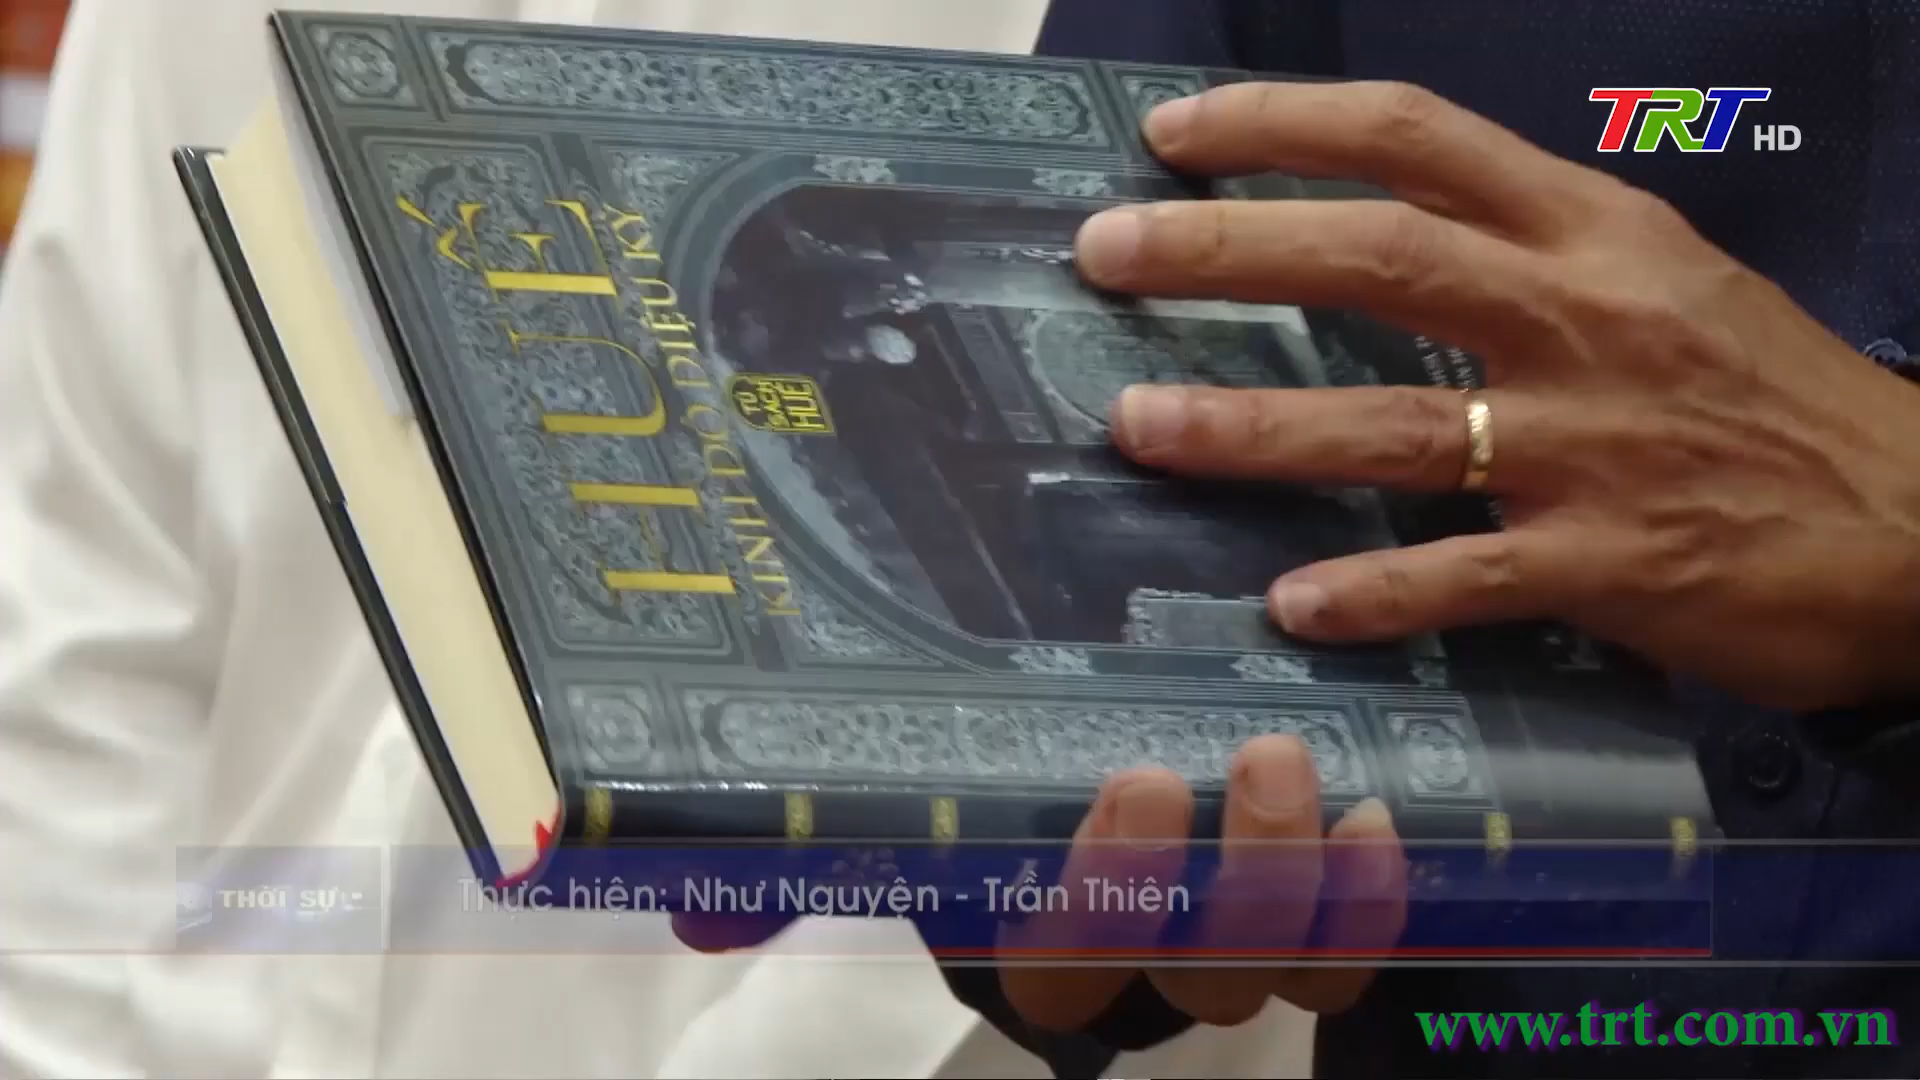 TRT HD
HUẾ
KINH ĐÔ DIỆU KỲ
TỦ
SÁCH
HUẾ
THỜI SỰ
Thực hiện: Như Nguyện - Trần Thiên
www.trt.com.vn